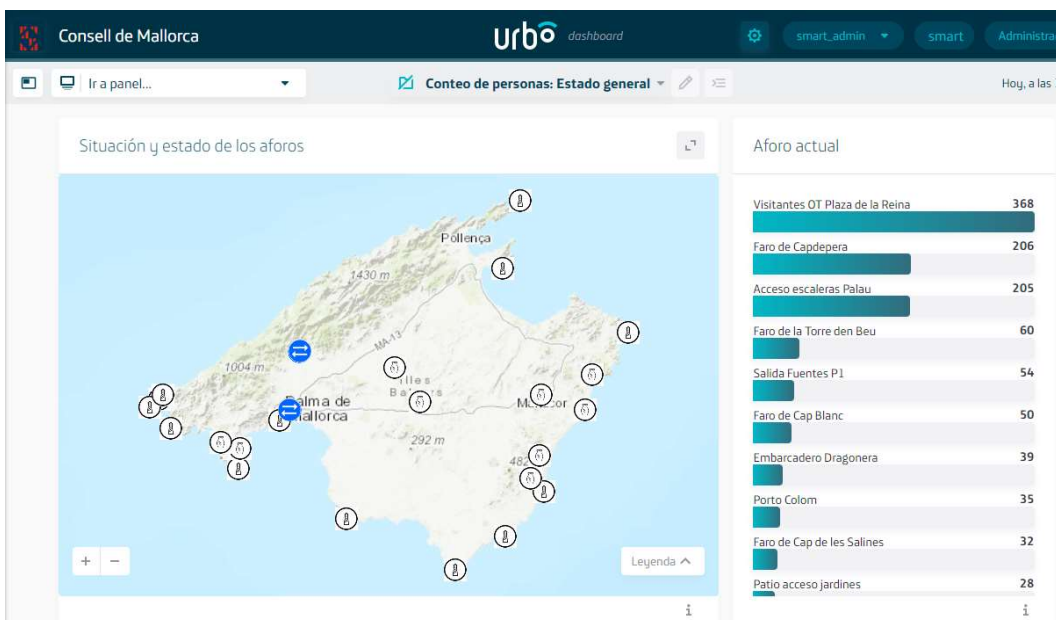 Consell de Mallorca
urbo dashboard
smart_admin
smart
Ir a panel...
Conteo de personas: Estado general
Hoy, a las
Situación y estado de los aforos
Pollença
1430 m
MA-13
1004 m
Palma de
Mallorca
292 m
482
+ −
Leyenda
i
Aforo actual
Visitantes OT Plaza de la Reina 368
Faro de Capdepera 206
Acceso escaleras Palau 205
Faro de la Torre den Beu 60
Salida Fuentes P1 54
Faro de Cap Blanc 50
Embarcadero Dragonera 39
Porto Colom 35
Faro de Cap de les Salines 32
Patio acceso jardines 28
i